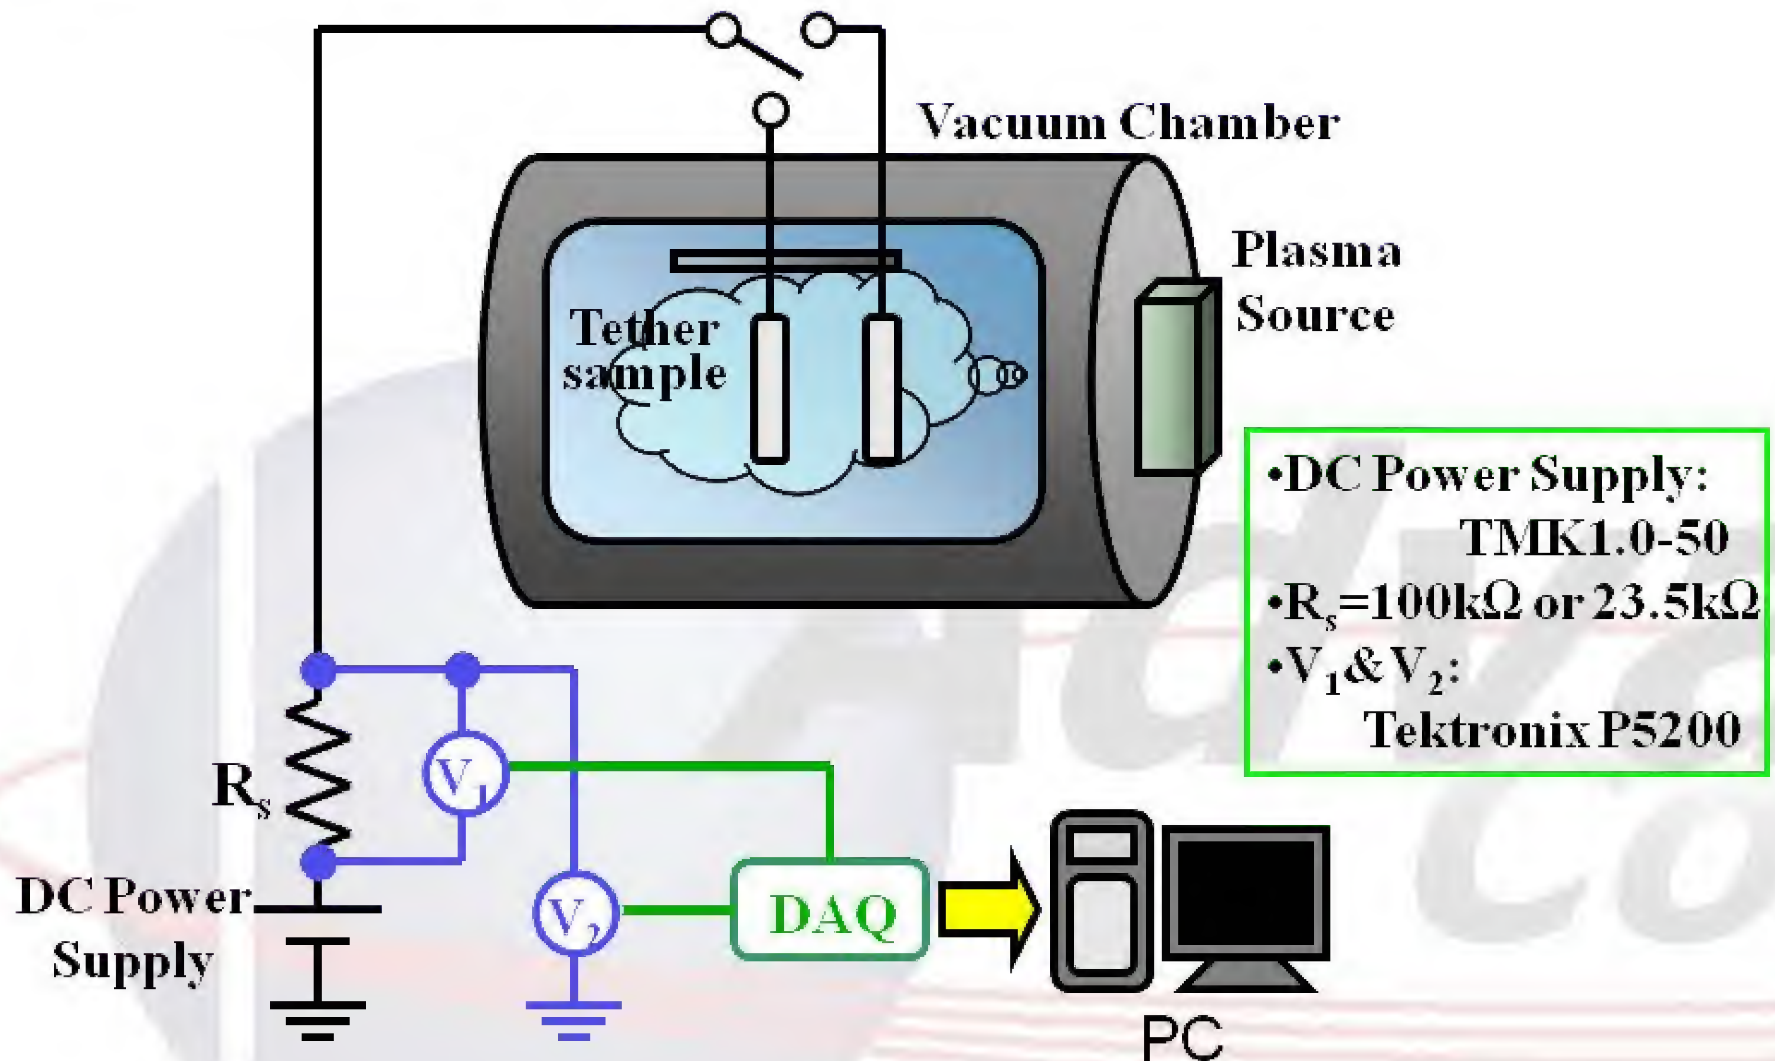 Vacuum Chamber
Plasma
Source
Tether
sample
•DC Power Supply:
TMK1.0-50
•Rs=100kΩ or 23.5kΩ
•V1&V2:
Tektronix P5200
Rs
V1
DC Power
Supply
V2
DAQ
PC